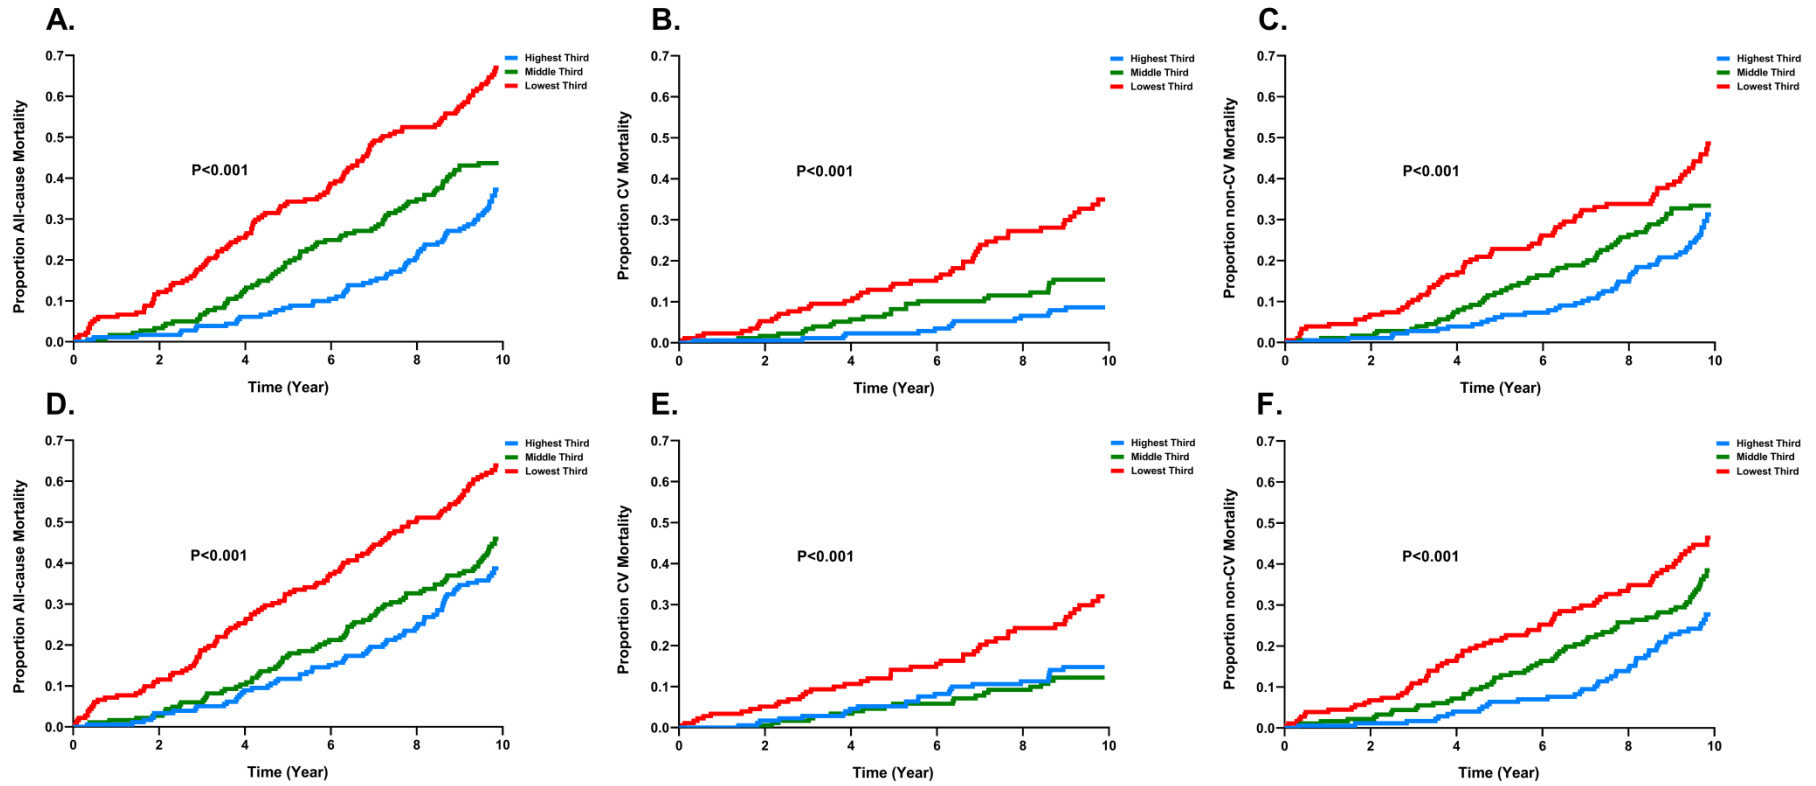 A.
Proportion All-cause Mortality
0.7
0.6
0.5
0.4
0.3
0.2
0.1
0.0
0
2
4
6
8
10
Time (Year)
P<0.001
Highest Third
Middle Third
Lowest Third
B.
Proportion CV Mortality
0.7
0.6
0.5
0.4
0.3
0.2
0.1
0.0
0
2
4
6
8
10
Time (Year)
P<0.001
Highest Third
Middle Third
Lowest Third
C.
Proportion non-CV Mortality
0.7
0.6
0.5
0.4
0.3
0.2
0.1
0.0
0
2
4
6
8
10
Time (Year)
P<0.001
Highest Third
Middle Third
Lowest Third
D.
Proportion All-cause Mortality
0.7
0.6
0.5
0.4
0.3
0.2
0.1
0.0
0
2
4
6
8
10
Time (Year)
P<0.001
Highest Third
Middle Third
Lowest Third
E.
Proportion CV Mortality
0.7
0.6
0.5
0.4
0.3
0.2
0.1
0.0
0
2
4
6
8
10
Time (Year)
P<0.001
Highest Third
Middle Third
Lowest Third
F.
Proportion non-CV Mortality
0.7
0.6
0.5
0.4
0.3
0.2
0.1
0.0
0
2
4
6
8
10
Time (Year)
P<0.001
Highest Third
Middle Third
Lowest Third